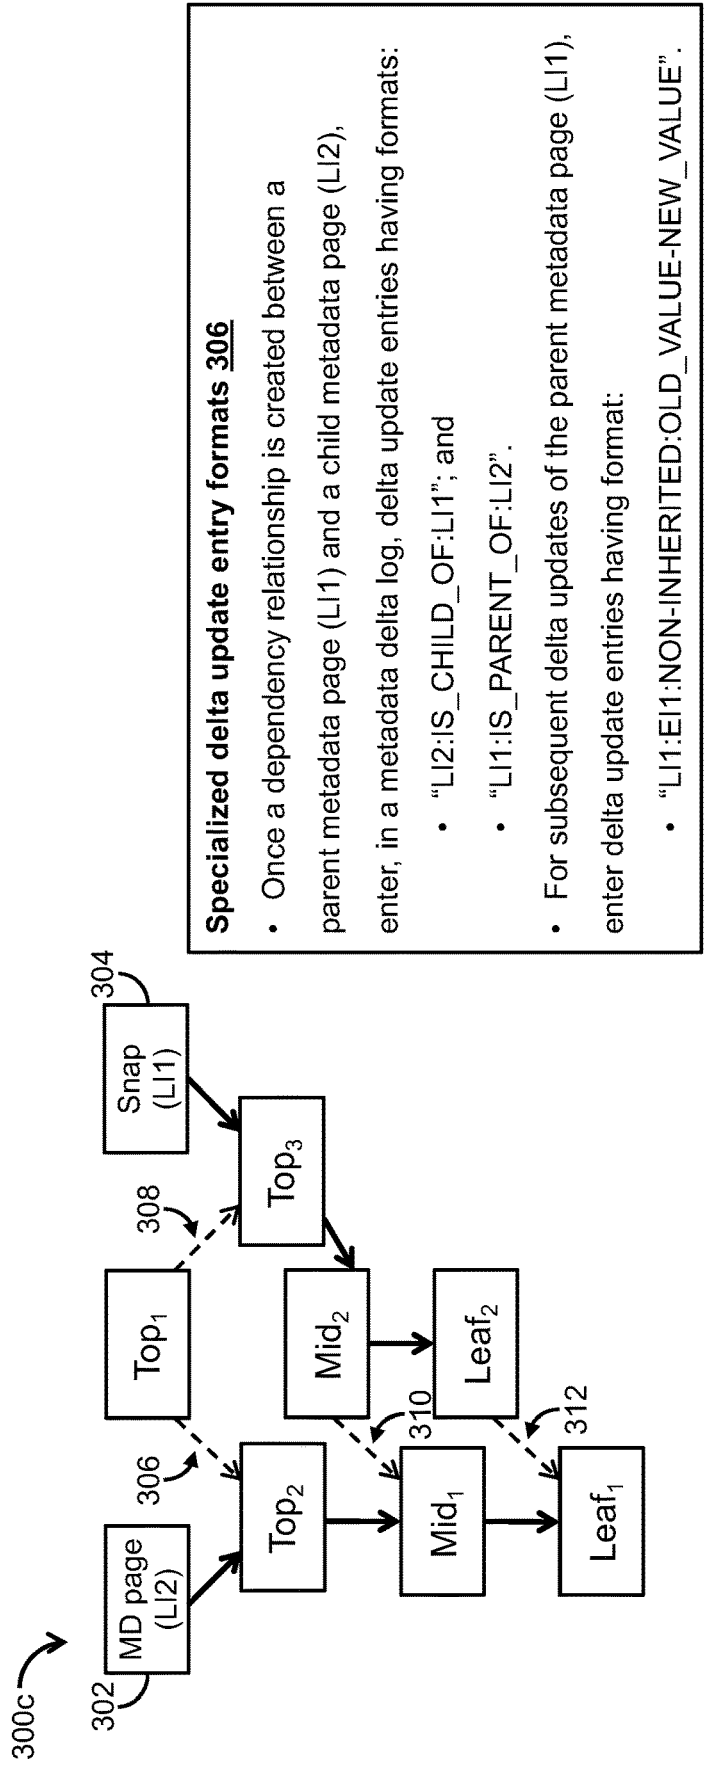 300c
302
MD page
(LI2)
306
Top1
308
Snap
(LI1)
304
Top2
Top3
Mid2
310
Mid1
Leaf2
312
Leaf1
Specialized delta update entry formats 306
• Once a dependency relationship is created between a
parent metadata page (LI1) and a child metadata page (LI2),
enter, in a metadata delta log, delta update entries having formats:
• “LI2:IS_CHILD_OF:LI1”; and
• “LI1:IS_PARENT_OF:LI2”.
• For subsequent delta updates of the parent metadata page (LI1),
enter delta update entries having format:
• “LI1:EI1:NON-INHERITED:OLD_VALUE-NEW_VALUE”.